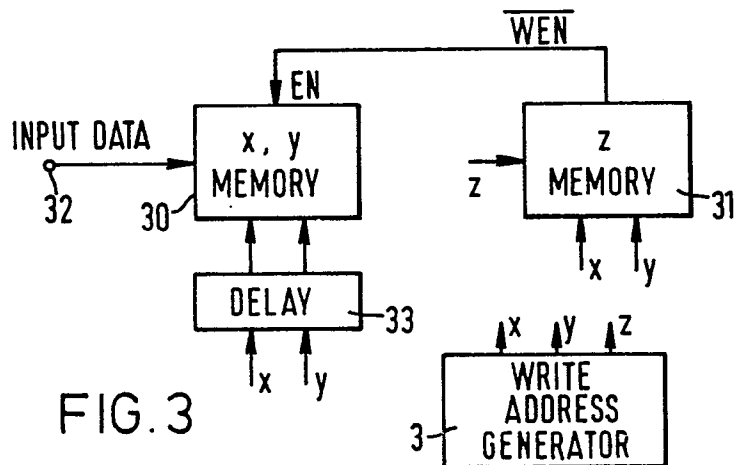 WEN
EN
INPUT DATA
32
x, y
MEMORY
30
z
z
MEMORY
31
x y
DELAY
33
x y
x y z
WRITE
ADDRESS
GENERATOR
3
FIG. 3